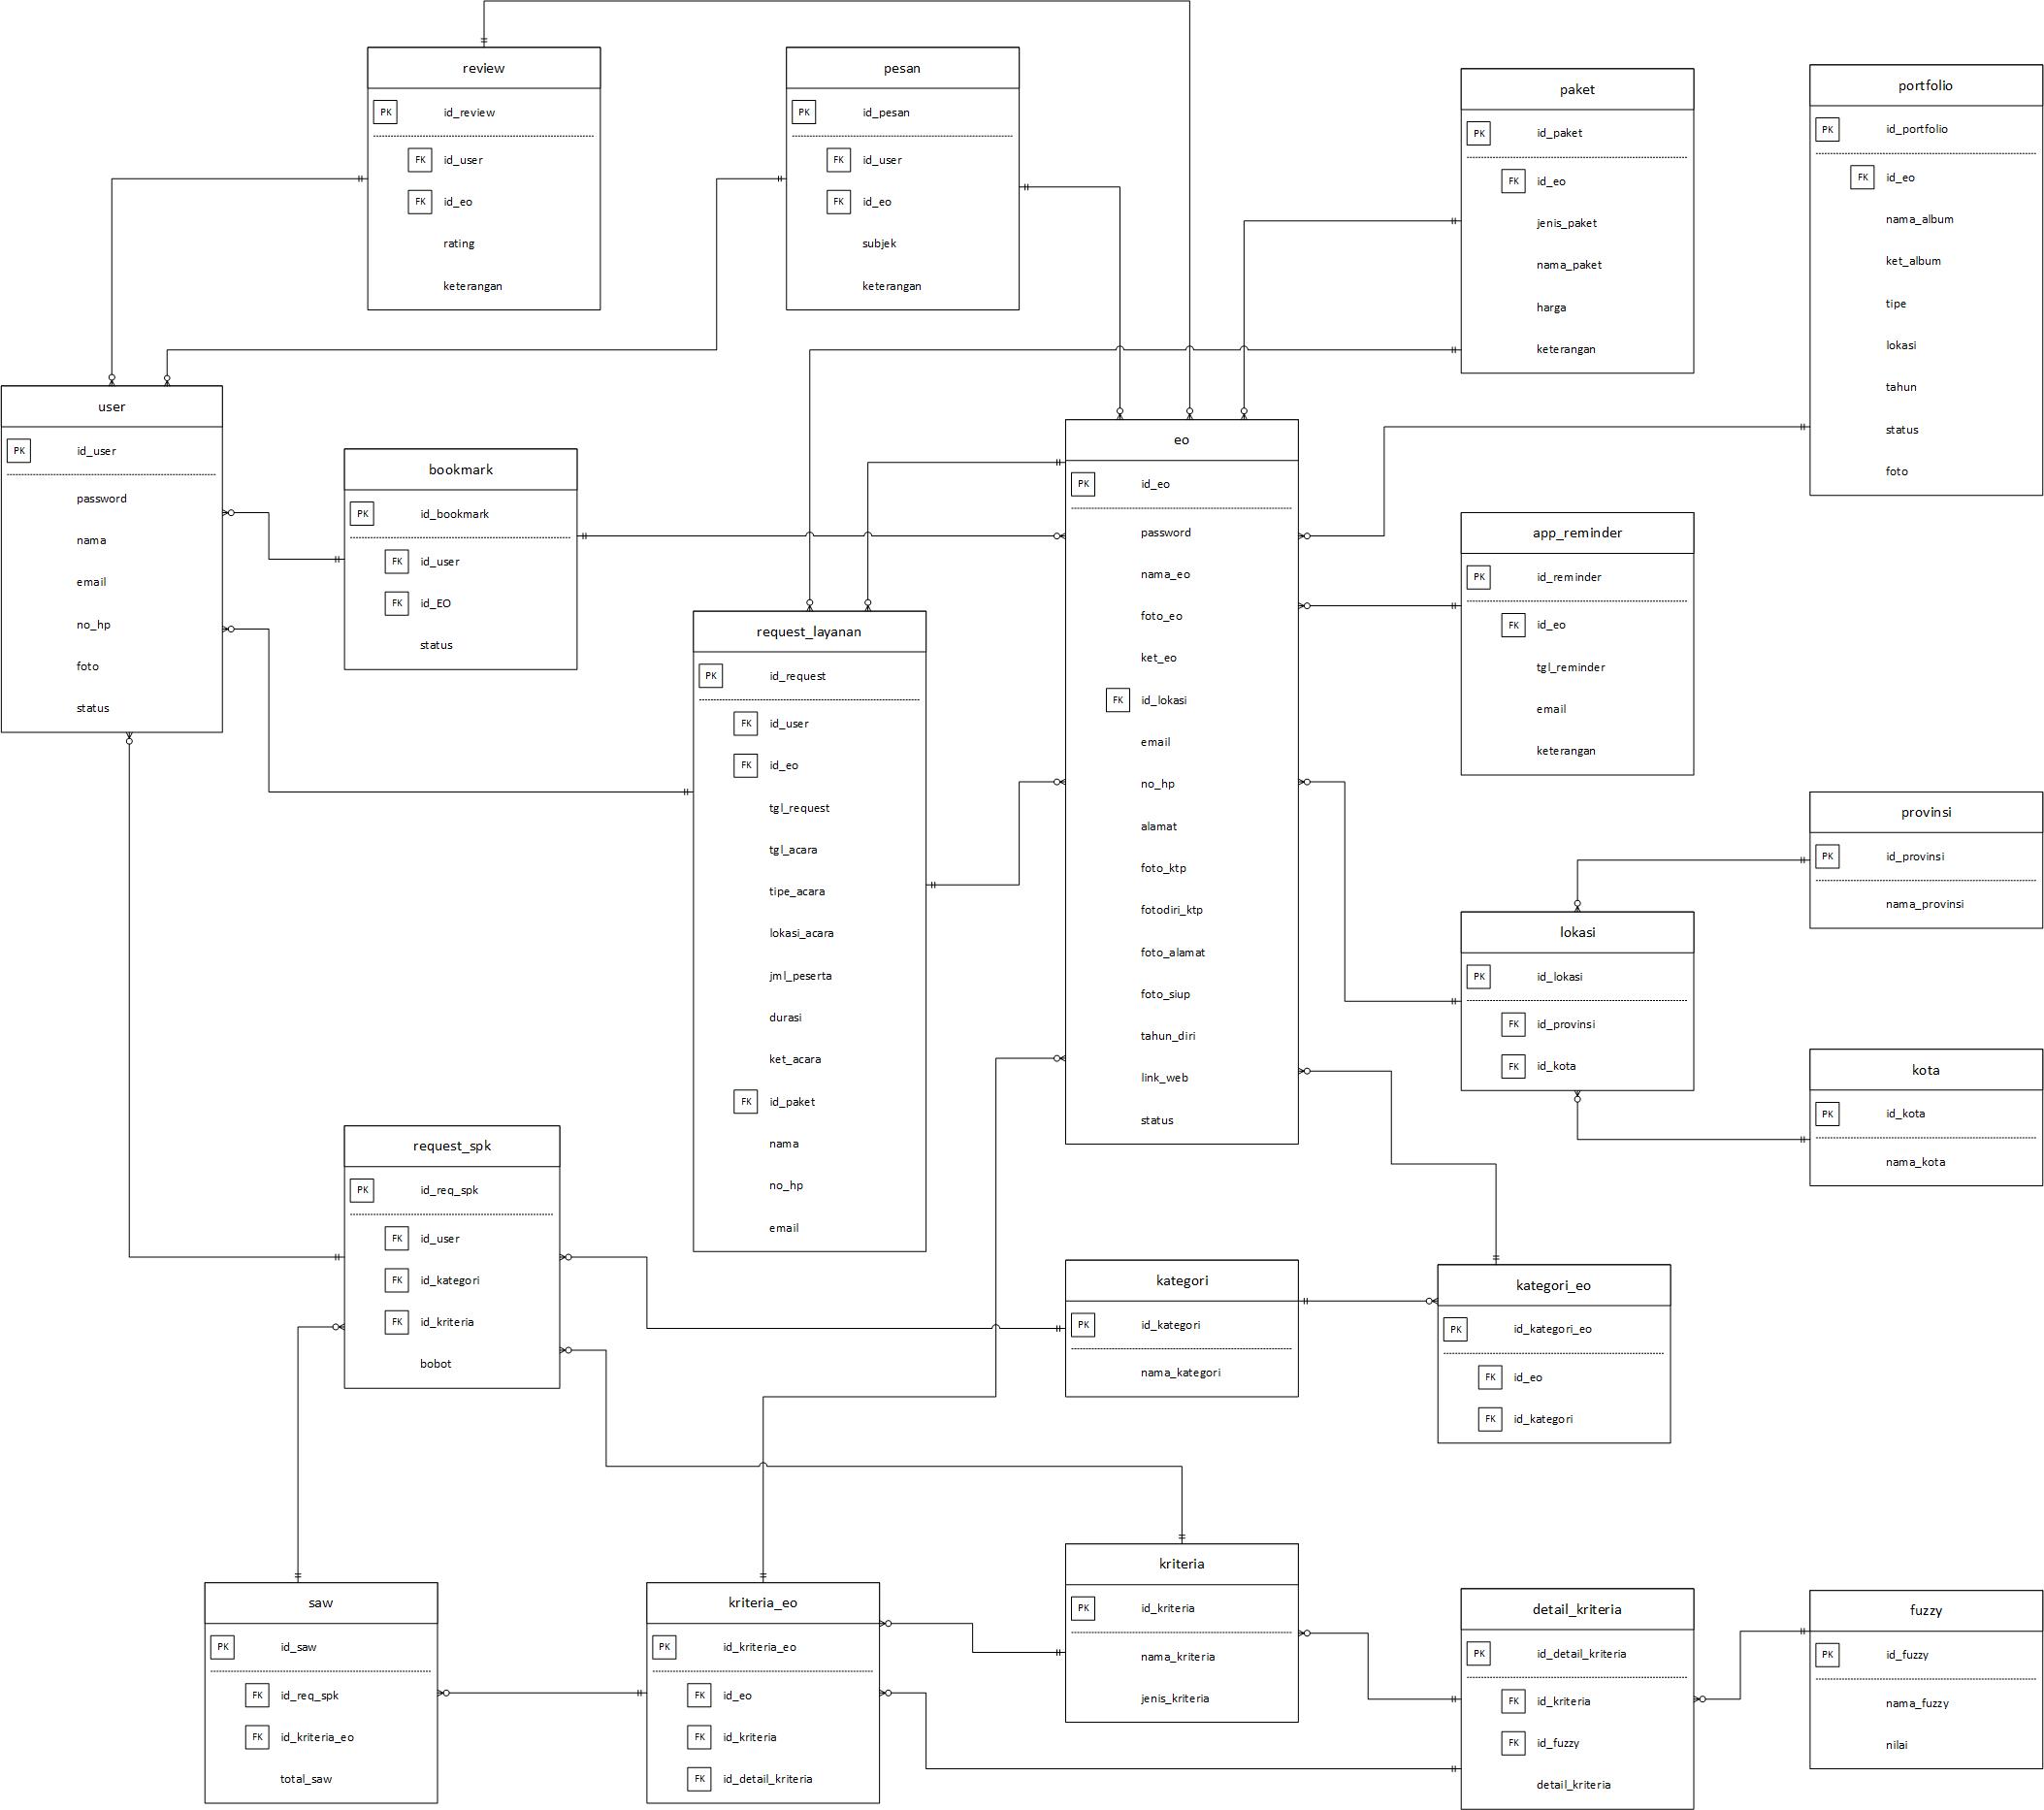 review
PK id_review
FK id_user
FK id_eo
rating
keterangan
pesan
PK id_pesan
FK id_user
FK id_eo
subjek
keterangan
paket
PK id_paket
FK id_eo
jenis_paket
nama_paket
harga
keterangan
portfolio
PK id_portfolio
FK id_eo
nama_album
ket_album
tipe
lokasi
tahun
status
foto
user
PK id_user
password
nama
email
no_hp
foto
status
bookmark
PK id_bookmark
FK id_user
FK id_EO
status
request_layanan
PK id_request
FK id_user
FK id_eo
tgl_request
tgl_acara
tipe_acara
lokasi_acara
jml_peserta
durasi
ket_acara
FK id_paket
nama
no_hp
email
eo
PK id_eo
password
nama_eo
foto_eo
ket_eo
FK id_lokasi
email
no_hp
alamat
foto_ktp
fotodiri_ktp
foto_alamat
foto_siup
tahun_diri
link_web
status
app_reminder
PK id_reminder
FK id_eo
tgl_reminder
email
keterangan
provinsi
PK id_provinsi
nama_provinsi
lokasi
PK id_lokasi
FK id_provinsi
FK id_kota
kota
PK id_kota
nama_kota
request_spk
PK id_req_spk
FK id_user
FK id_kategori
FK id_kriteria
bobot
kategori
PK id_kategori
nama_kategori
kategori_eo
PK id_kategori_eo
FK id_eo
FK id_kategori
saw
PK id_saw
FK id_req_spk
FK id_kriteria_eo
total_saw
kriteria_eo
PK id_kriteria_eo
FK id_eo
FK id_kriteria
FK id_detail_kriteria
kriteria
PK id_kriteria
nama_kriteria
jenis_kriteria
detail_kriteria
PK id_detail_kriteria
FK id_kriteria
FK id_fuzzy
detail_kriteria
fuzzy
PK id_fuzzy
nama_fuzzy
nilai